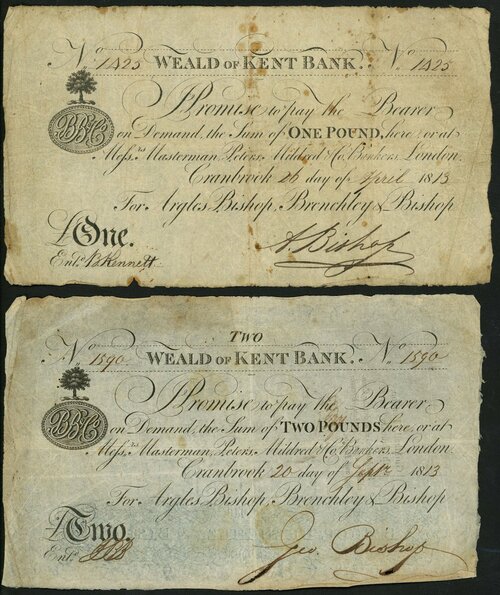 No 1425 WEALD OF KENT BANK. No 1425
I Promise to pay the Bearer
on Demand, the Sum of ONE POUND, here, or at
Messrs Masterman, Peters, Mildred & Co. Bankers, London.
Cranbrook 26 day of April 1813
For Argles Bishop, Brenchley & Bishop
£One.
Entd. B Kennett
A Bishop
TWO
No 1590 WEALD OF KENT BANK. No 1590
I Promise to pay the Bearer
on Demand, the Sum of TWO POUNDS, here, or at
Messrs Masterman, Peters, Mildred & Co. Bankers, London.
Cranbrook 20 day of Septr 1813
For Argles Bishop, Brenchley & Bishop
£Two.
Entd.
Geo. Bishop